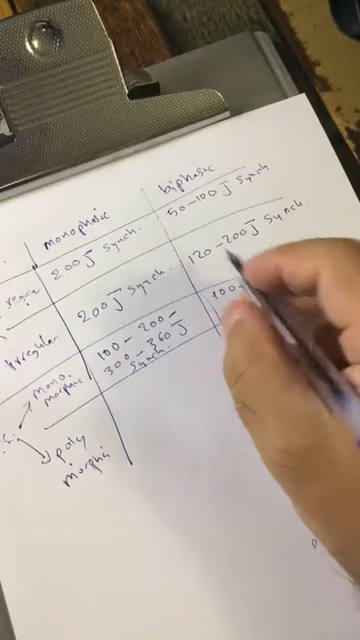 monophasic biphasic
regular 200 J synch. 50-100 J synch
Irregular 200 J synch. 120-200 J synch.
mono. morphic 100-200-
300-360 J
synch. 100
poly
morphic